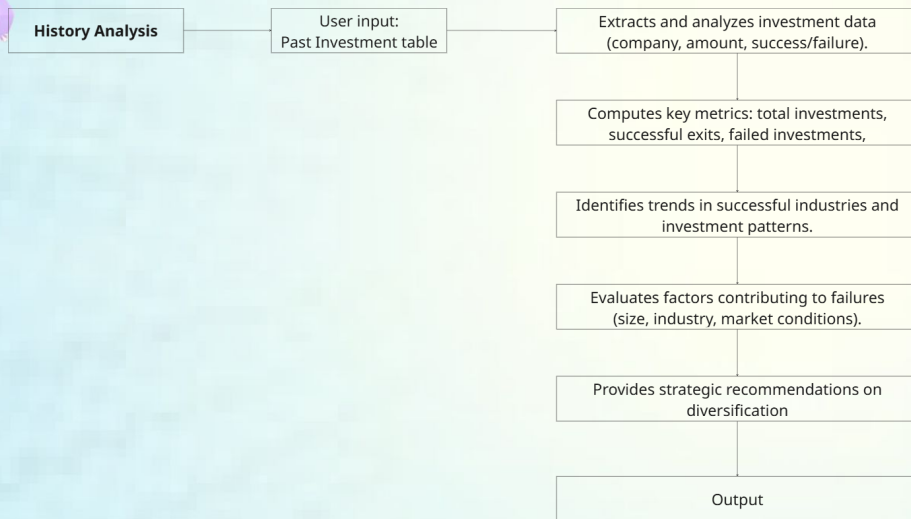 History Analysis
User input:
Past Investment table
Extracts and analyzes investment data
(company, amount, success/failure).
Computes key metrics: total investments,
successful exits, failed investments,
Identifies trends in successful industries and
investment patterns.
Evaluates factors contributing to failures
(size, industry, market conditions).
Provides strategic recommendations on
diversification
Output